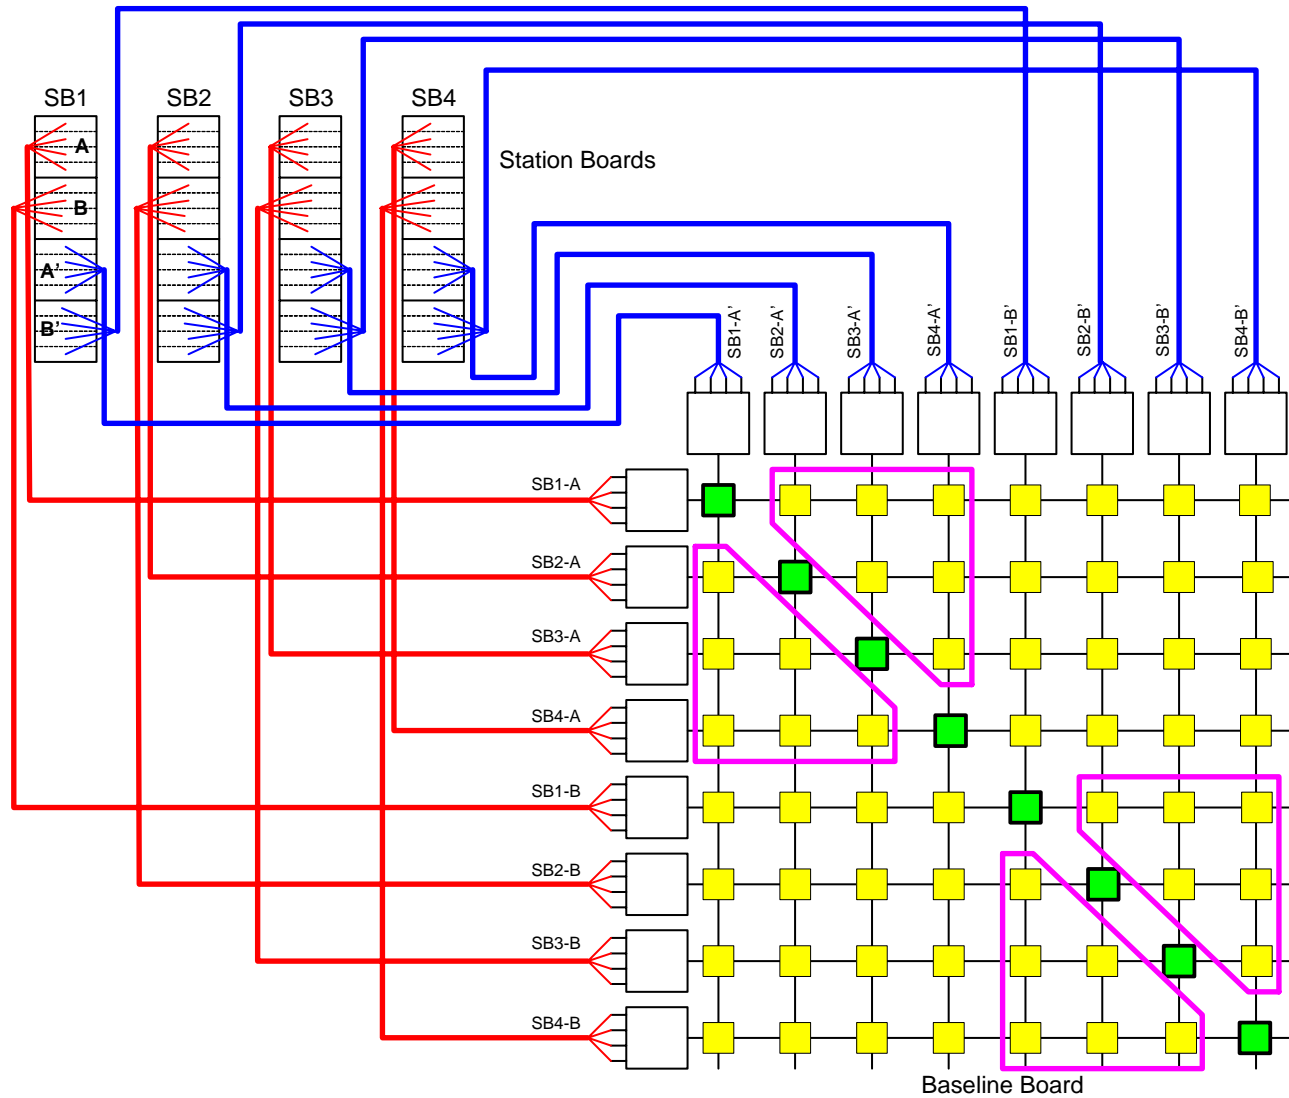 SB1 SB2 SB3 SB4
A
B
A'
B'
Station Boards
SB1-A’
SB2-A’
SB3-A’
SB4-A’
SB1-B’
SB2-B’
SB3-B’
SB4-B’
SB1-A
SB2-A
SB3-A
SB4-A
SB1-B
SB2-B
SB3-B
SB4-B
Baseline Board